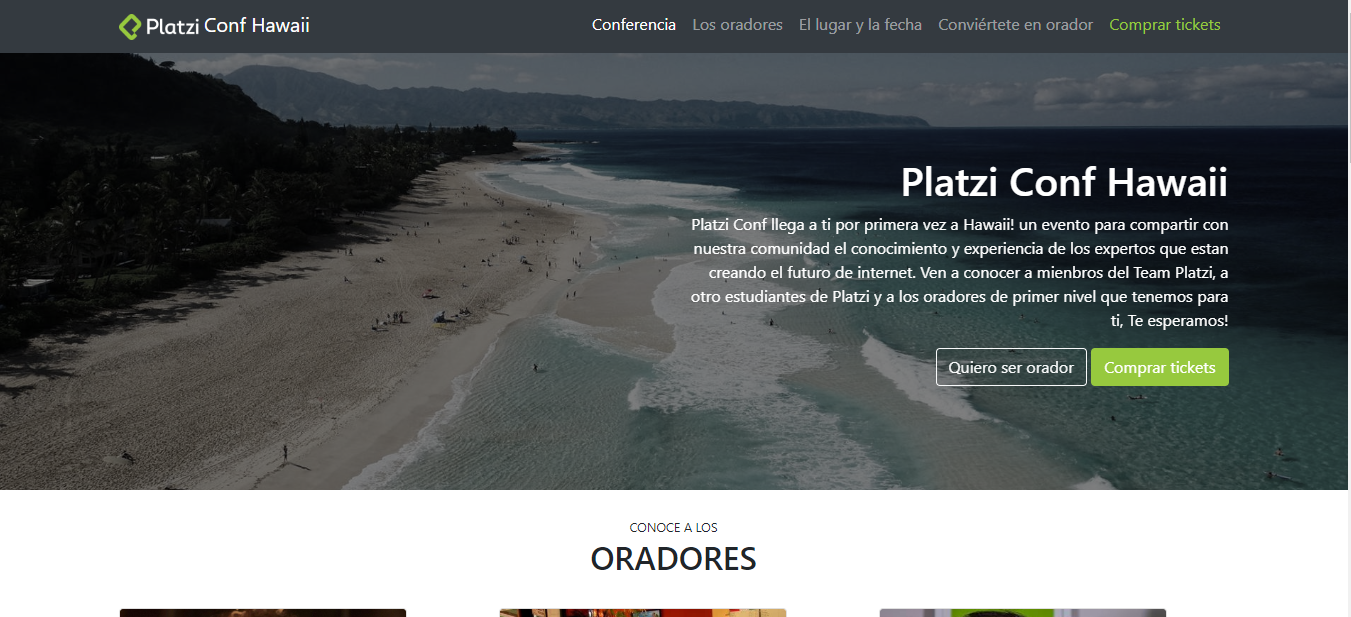 Platzi Conf Hawaii
Conferencia
Los oradores
El lugar y la fecha
Conviértete en orador
Comprar tickets
Platzi Conf Hawaii
Platzi Conf llega a ti por primera vez a Hawaii! un evento para compartir con
nuestra comunidad el conocimiento y experiencia de los expertos que estan
creando el futuro de internet. Ven a conocer a mienbros del Team Platzi, a
otro estudiantes de Platzi y a los oradores de primer nivel que tenemos para
ti, Te esperamos!
Quiero ser orador
Comprar tickets
CONOCE A LOS
ORADORES